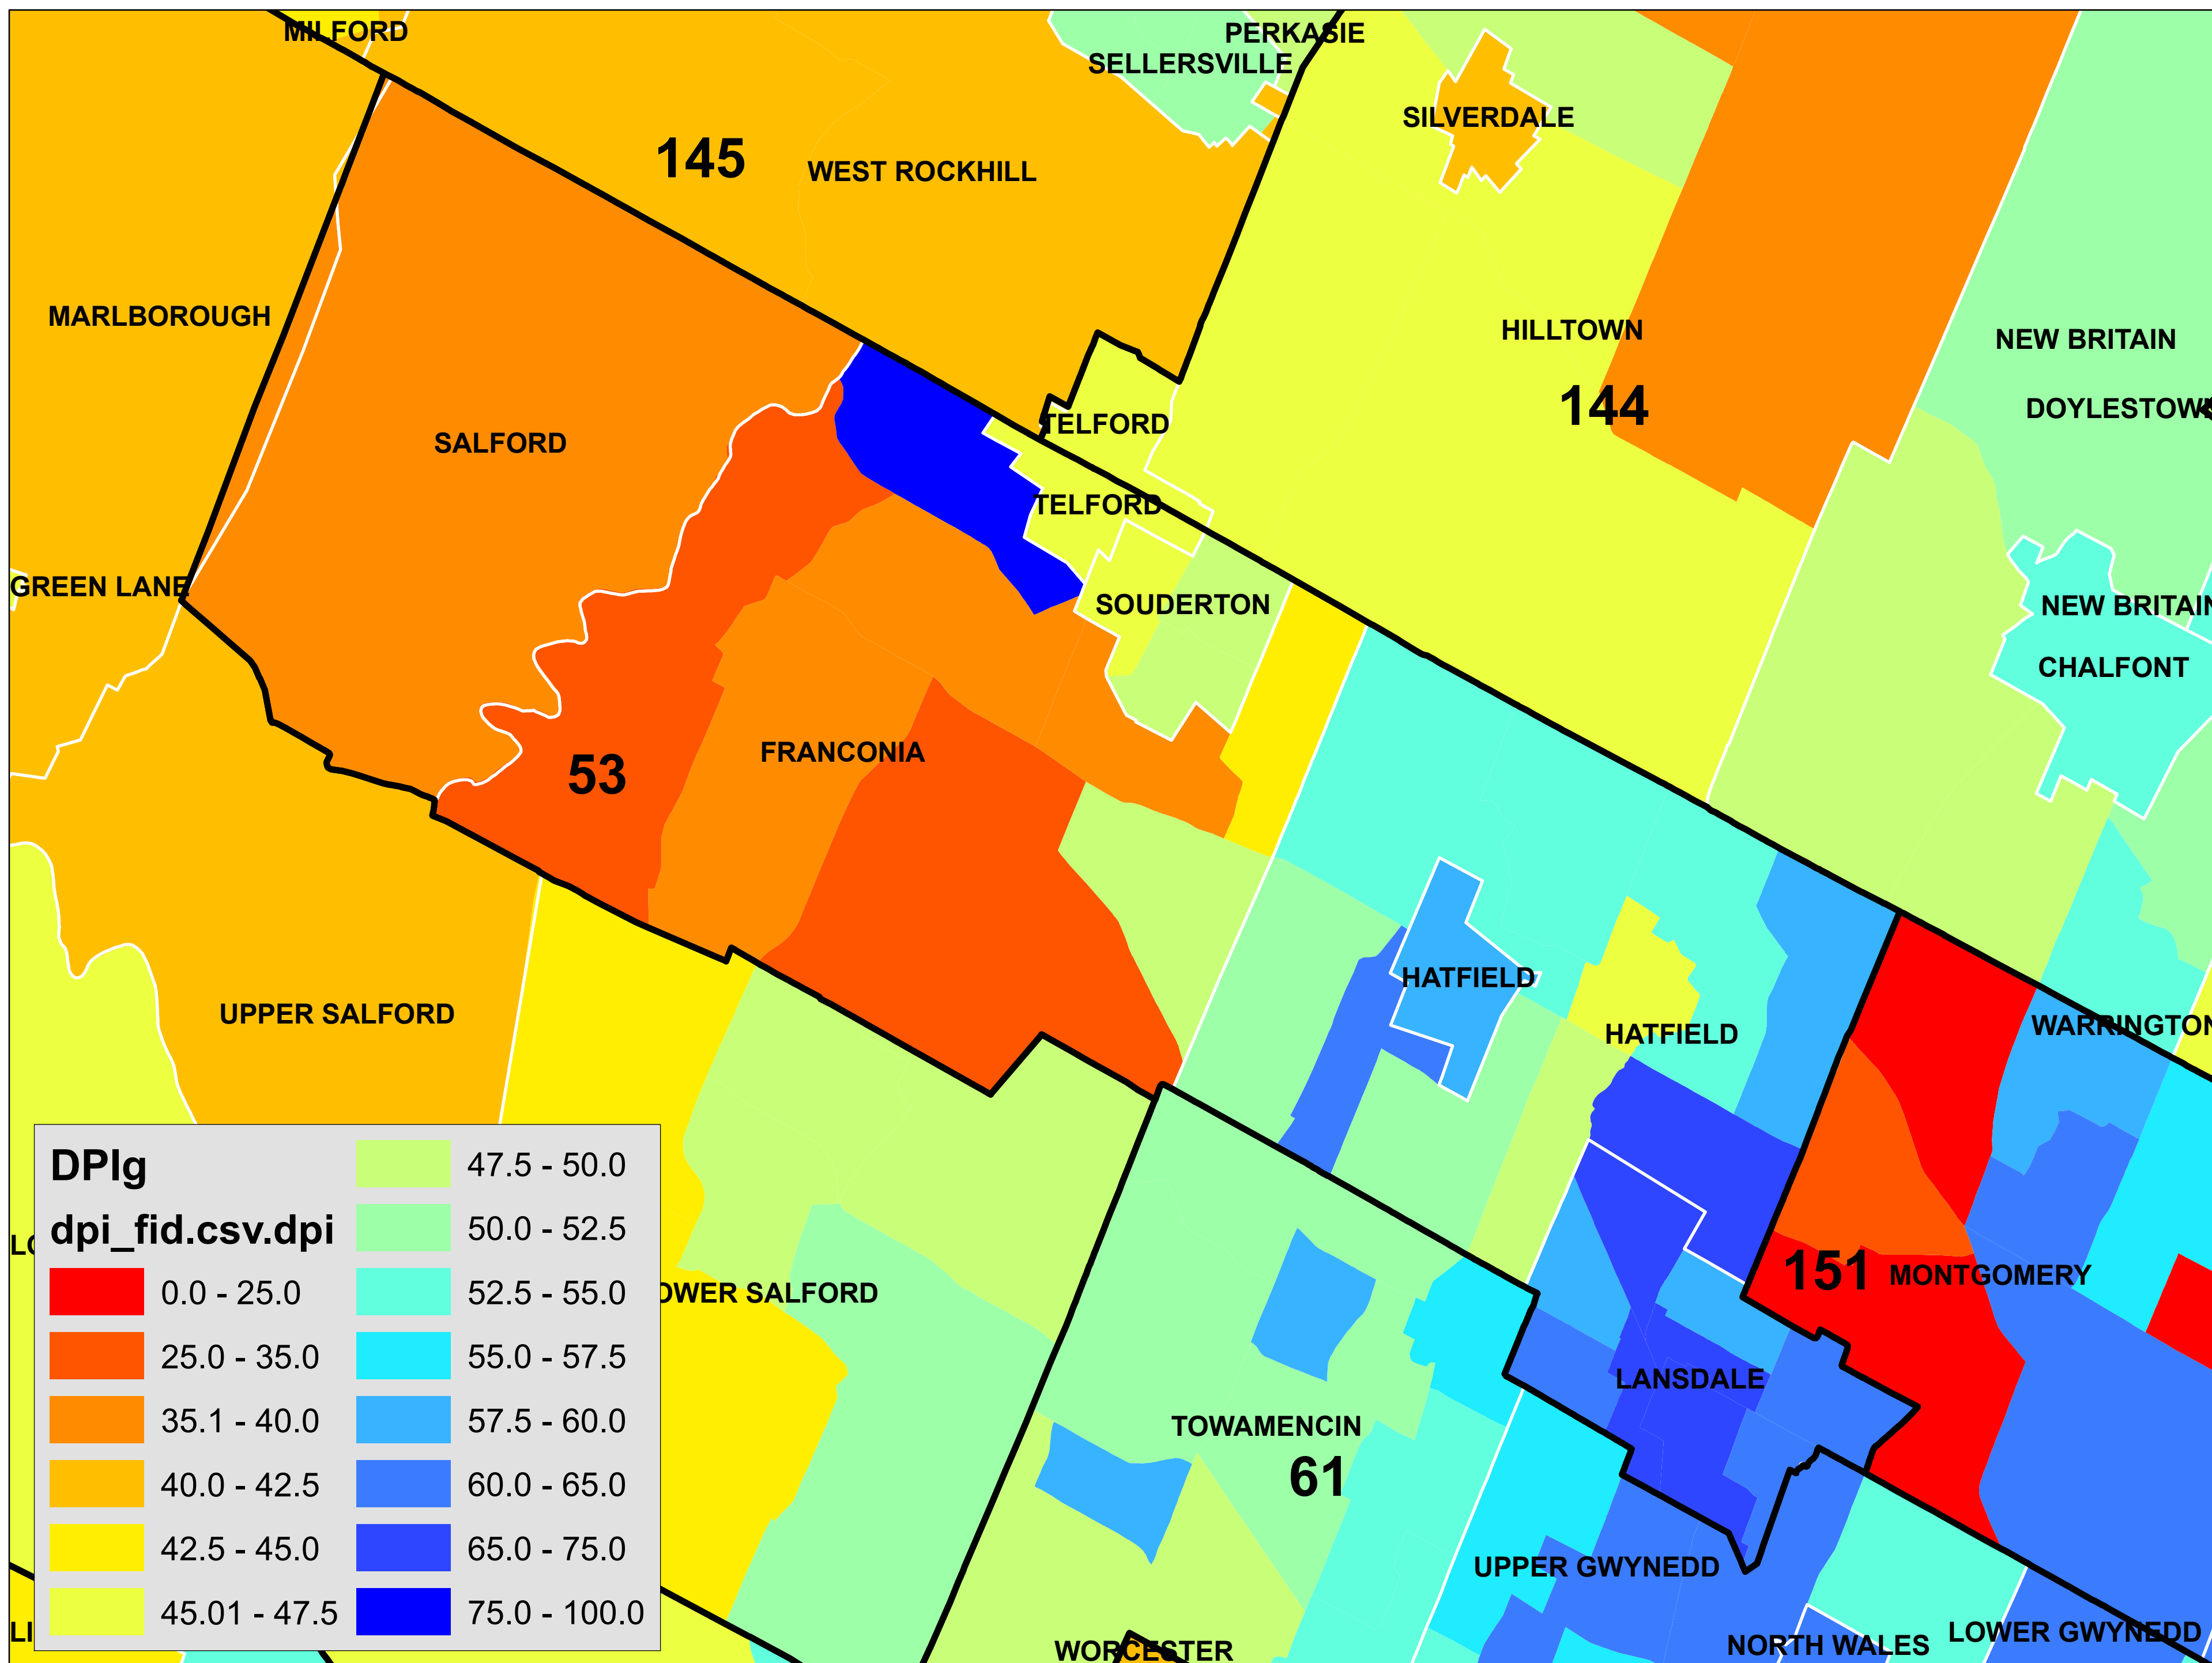 MILFORD
PERKASIE
SELLERSVILLE
SILVERDALE
145
WEST ROCKHILL
MARLBOROUGH
HILLTOWN
NEW BRITAIN
144
DOYLESTOWN
TELFORD
SALFORD
TELFORD
GREEN LANE
SOUDERTON
NEW BRITAIN
CHALFONT
53
FRANCONIA
HATFIELD
UPPER SALFORD
HATFIELD
WARRINGTON
151
MONTGOMERY
OWER SALFORD
LANSDALE
TOWAMENCIN
61
UPPER GWYNEDD
LOWER GWYNEDD
NORTH WALES
WORCESTER
LO
LI
DPIg
dpi_fid.csv.dpi
0.0 - 25.0
25.0 - 35.0
35.1 - 40.0
40.0 - 42.5
42.5 - 45.0
45.01 - 47.5
47.5 - 50.0
50.0 - 52.5
52.5 - 55.0
55.0 - 57.5
57.5 - 60.0
60.0 - 65.0
65.0 - 75.0
75.0 - 100.0